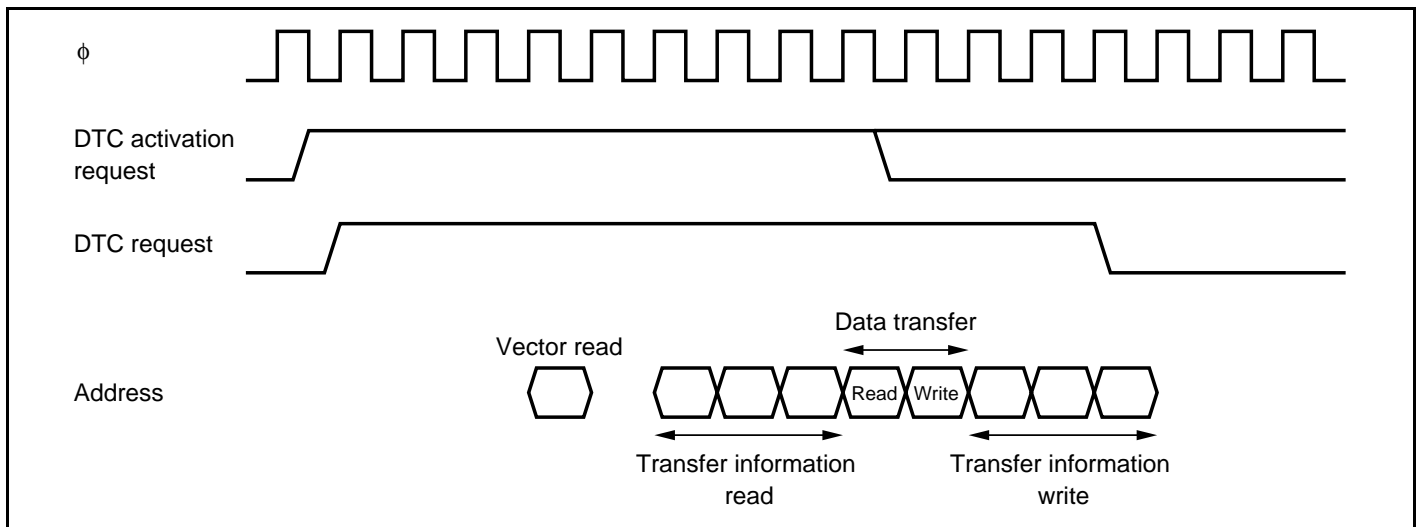 ϕ
DTC activation
request
DTC request
Data transfer
Vector read
Address
Read Write
Transfer information
read
Transfer information
write